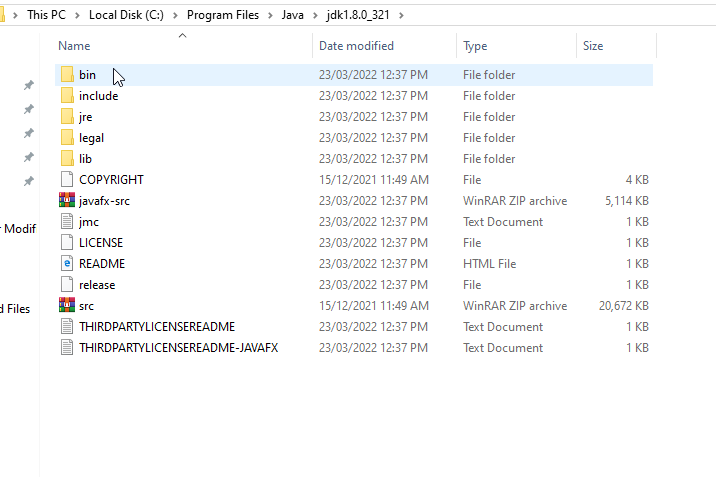 This PC > Local Disk (C:) > Program Files > Java > jdk1.8.0_321 >
Name Date modified Type Size
bin 23/03/2022 12:37 PM File folder
include 23/03/2022 12:37 PM File folder
jre 23/03/2022 12:37 PM File folder
legal 23/03/2022 12:37 PM File folder
lib 23/03/2022 12:37 PM File folder
COPYRIGHT 15/12/2021 11:49 AM File 4 KB
javafx-src 23/03/2022 12:37 PM WinRAR ZIP archive 5,114 KB
jmc 23/03/2022 12:37 PM Text Document 1 KB
r Modif
LICENSE 23/03/2022 12:37 PM File 1 KB
README 23/03/2022 12:37 PM HTML File 1 KB
release 23/03/2022 12:37 PM File 1 KB
d Files
src 15/12/2021 11:49 AM WinRAR ZIP archive 20,672 KB
THIRDPARTYLICENSEREADME 23/03/2022 12:37 PM Text Document 1 KB
THIRDPARTYLICENSEREADME-JAVAFX 23/03/2022 12:37 PM Text Document 1 KB